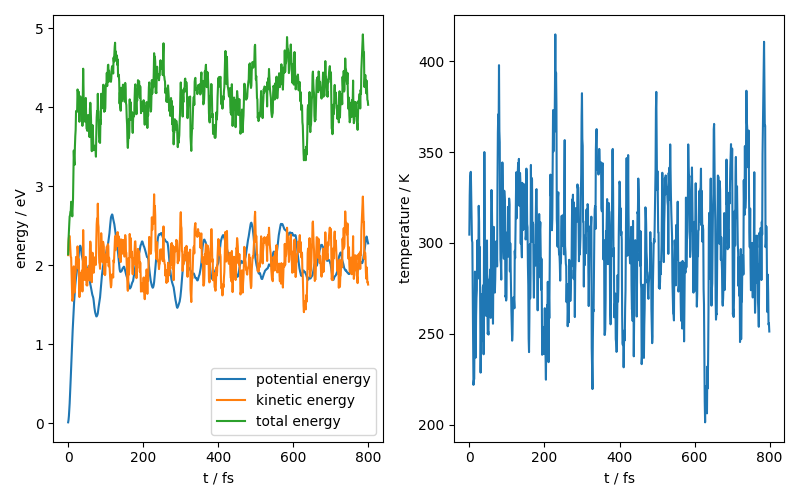 5
4
3
2
1
0
energy / eV
0 200 400 600 800
t / fs
potential energy
kinetic energy
total energy
400
350
300
250
200
temperature / K
0 200 400 600 800
t / fs